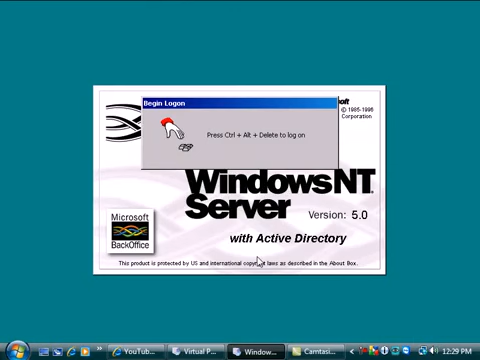 Begin Logon
Press Ctrl + Alt + Delete to log on
© 1985-1996
Corporation
Windows NT
Server
Version: 5.0
with Active Directory
Microsoft
BackOffice
This product is protected by US and international copyright laws as described in the About Box.
YouTub...
Virtual P...
Window...
Camtasi...
12:29 PM